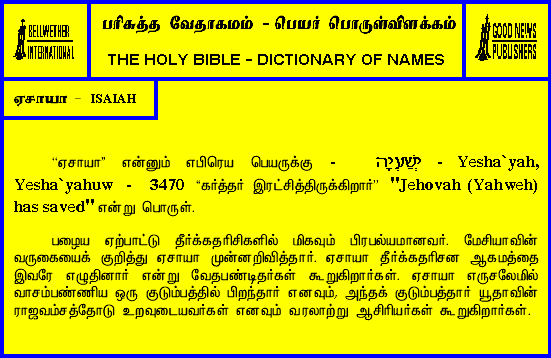 BELLWETHER
INTERNATIONAL
பரிசுத்த வேதாகமம் - பெயர் பொருள்விளக்கம்
THE HOLY BIBLE - DICTIONARY OF NAMES
GOOD NEWS
PUBLISHERS
ஏசாயா - ISAIAH
“ஏசாயா” என்னும் எபிரெய பெயருக்கு - יְשַׁעְיָה - Yesha`yah,
Yesha`yahuw - 3470 “கர்த்தர் இரட்சித்திருக்கிறார்” "Jehovah (Yahweh)
has saved" என்று பொருள்.
பழைய ஏற்பாட்டு தீர்க்கதரிசிகளில் மிகவும் பிரபல்யமானவர். மேசியாவின்
வருகையைக் குறித்து ஏசாயா முன்னறிவித்தார். ஏசாயா தீர்க்கதரிசன ஆகமத்தை
இவரே எழுதினார் என்று வேதபண்டிதர்கள் கூறுகிறார்கள். ஏசாயா எருசலேமில்
வாசம்பண்ணிய ஒரு குடும்பத்தில் பிறந்தார் எனவும், அந்தக் குடும்பத்தார் யூதாவின்
ராஜவம்சத்தோடு உறவுடையவர்கள் எனவும் வரலாற்று ஆசிரியர்கள் கூறுகிறார்கள்.